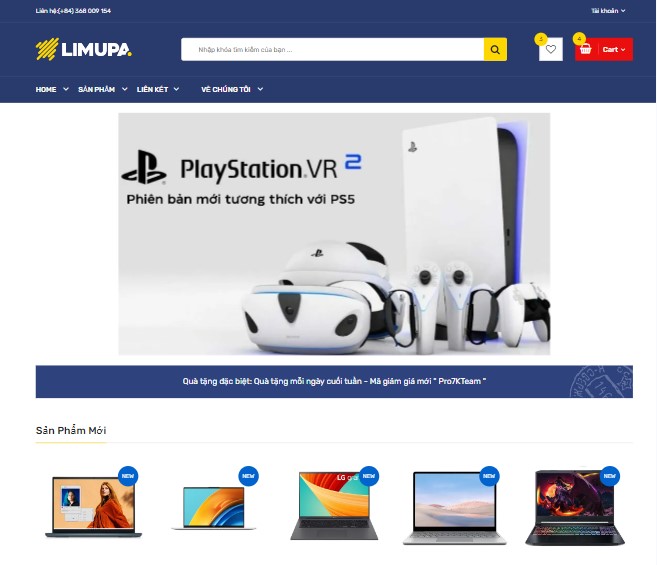 Liên hệ:(+84) 368 009 154
Tài khoản
LIMUPA.
Nhập khóa tìm kiếm của bạn ...
3
4
Cart
HOME
SẢN PHẨM
LIÊN KẾT
VỀ CHÚNG TÔI
PlayStation.VR 2
Phiên bản mới tương thích với PS5
Quà tặng đặc biệt: Quà tặng mỗi ngày cuối tuần - Mã giảm giá mới " Pro7KTeam "
Sản Phẩm Mới
NEW
NEW
LG
NEW
NEW
NEW